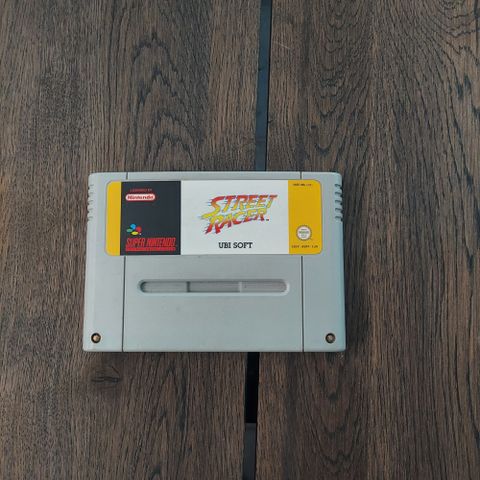 LICENSED BY
Nintendo
SUPER NINTENDO
STREET
RACER
UBI SOFT